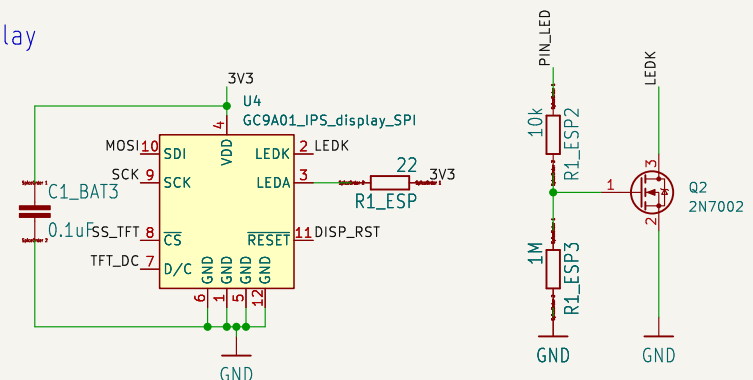 lay
3V3
U4
GC9A01_IPS_display_SPI
4
VDD
MOSI 10 SDI
LEDK 2 LEDK
SCK 9 SCK
LEDA 3
22
3V3
R1_ESP
C1_BAT3
0.1uF
SS_TFT 8 CS
RESET 11 DISP_RST
TFT_DC 7 D/C
GND GND GND GND
6 1 5 12
GND
PIN_LED
10k
R1_ESP2
1M
R1_ESP3
GND
LEDK
3
1
Q2
2N7002
2
GND